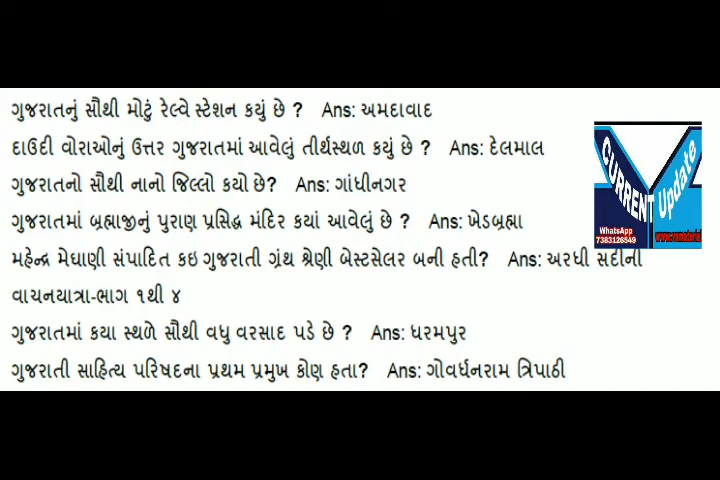 ગુજરાતનું સૌથી મોટું રેલ્વે સ્ટેશન કયું છે ? Ans: અમદાવાદ
દાઉદી વોરાઓનું ઉત્તર ગુજરાતમાં આવેલું તીર્થસ્થળ કયું છે ? Ans: દેલમાલ
ગુજરાતનો સૌથી નાનો જિલ્લો કયો છે? Ans: ગાંધીનગર
ગુજરાતમાં બ્રહ્માજીનું પુરાણ પ્રસિદ્ધ મંદિર કયાં આવેલું છે ? Ans: ખેડબ્રહ્મા
મહેન્દ્ર મેઘાણી સંપાદિત કઇ ગુજરાતી ગ્રંથ શ્રેણી બેસ્ટસેલર બની હતી? Ans: અરધી સદીની
વાચનયાત્રા-ભાગ ૧થી ૪
ગુજરાતમાં કયા સ્થળે સૌથી વધુ વરસાદ પડે છે ? Ans: ધરમપુર
ગુજરાતી સાહિત્ય પરિષદના પ્રથમ પ્રમુખ કોણ હતા? Ans: ગોવર્ધનરામ ત્રિપાઠી
CURRENT
Update
WhatsApp
7383126549